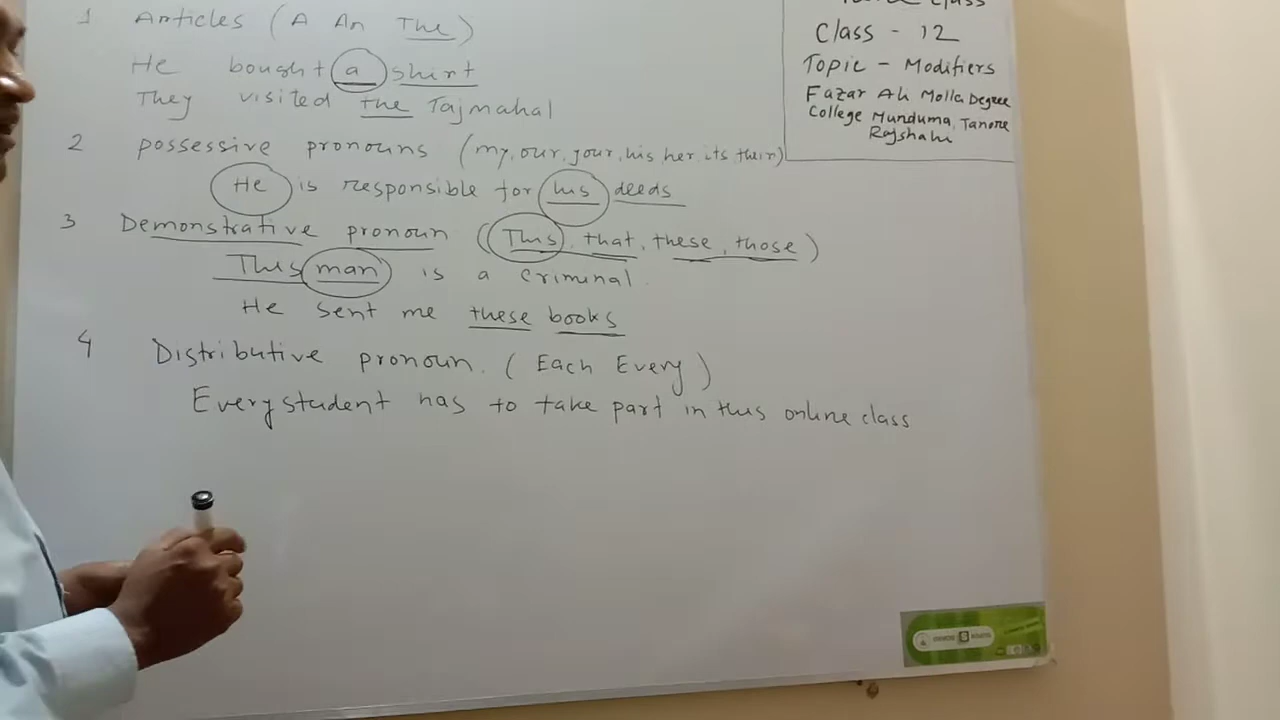 1 Articles (A An The)
He bought a shirt
They visited the Tajmahal
2 possessive pronouns (my, our, your, his, her, its, their)
He is responsible for his deeds
3 Demonstrative pronoun (This, that, these, those)
This man is a criminal.
He sent me these books
4 Distributive pronoun. (Each Every)
Every student has to take part in this online class
class
Class - 12
Topic - Modifiers
Fazar Ali Molla Degree
College Munduma, Tanore
Rajshahi